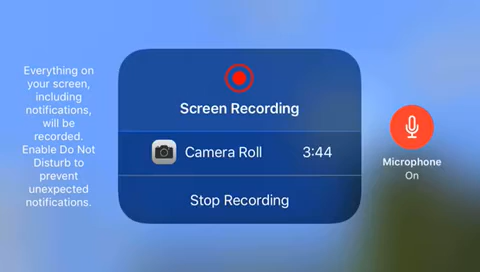 Everything on
your screen,
including
notifications,
will be
recorded.
Enable Do Not
Disturb to
prevent
unexpected
notifications.
Screen Recording
Camera Roll 3:44
Stop Recording
Microphone
On